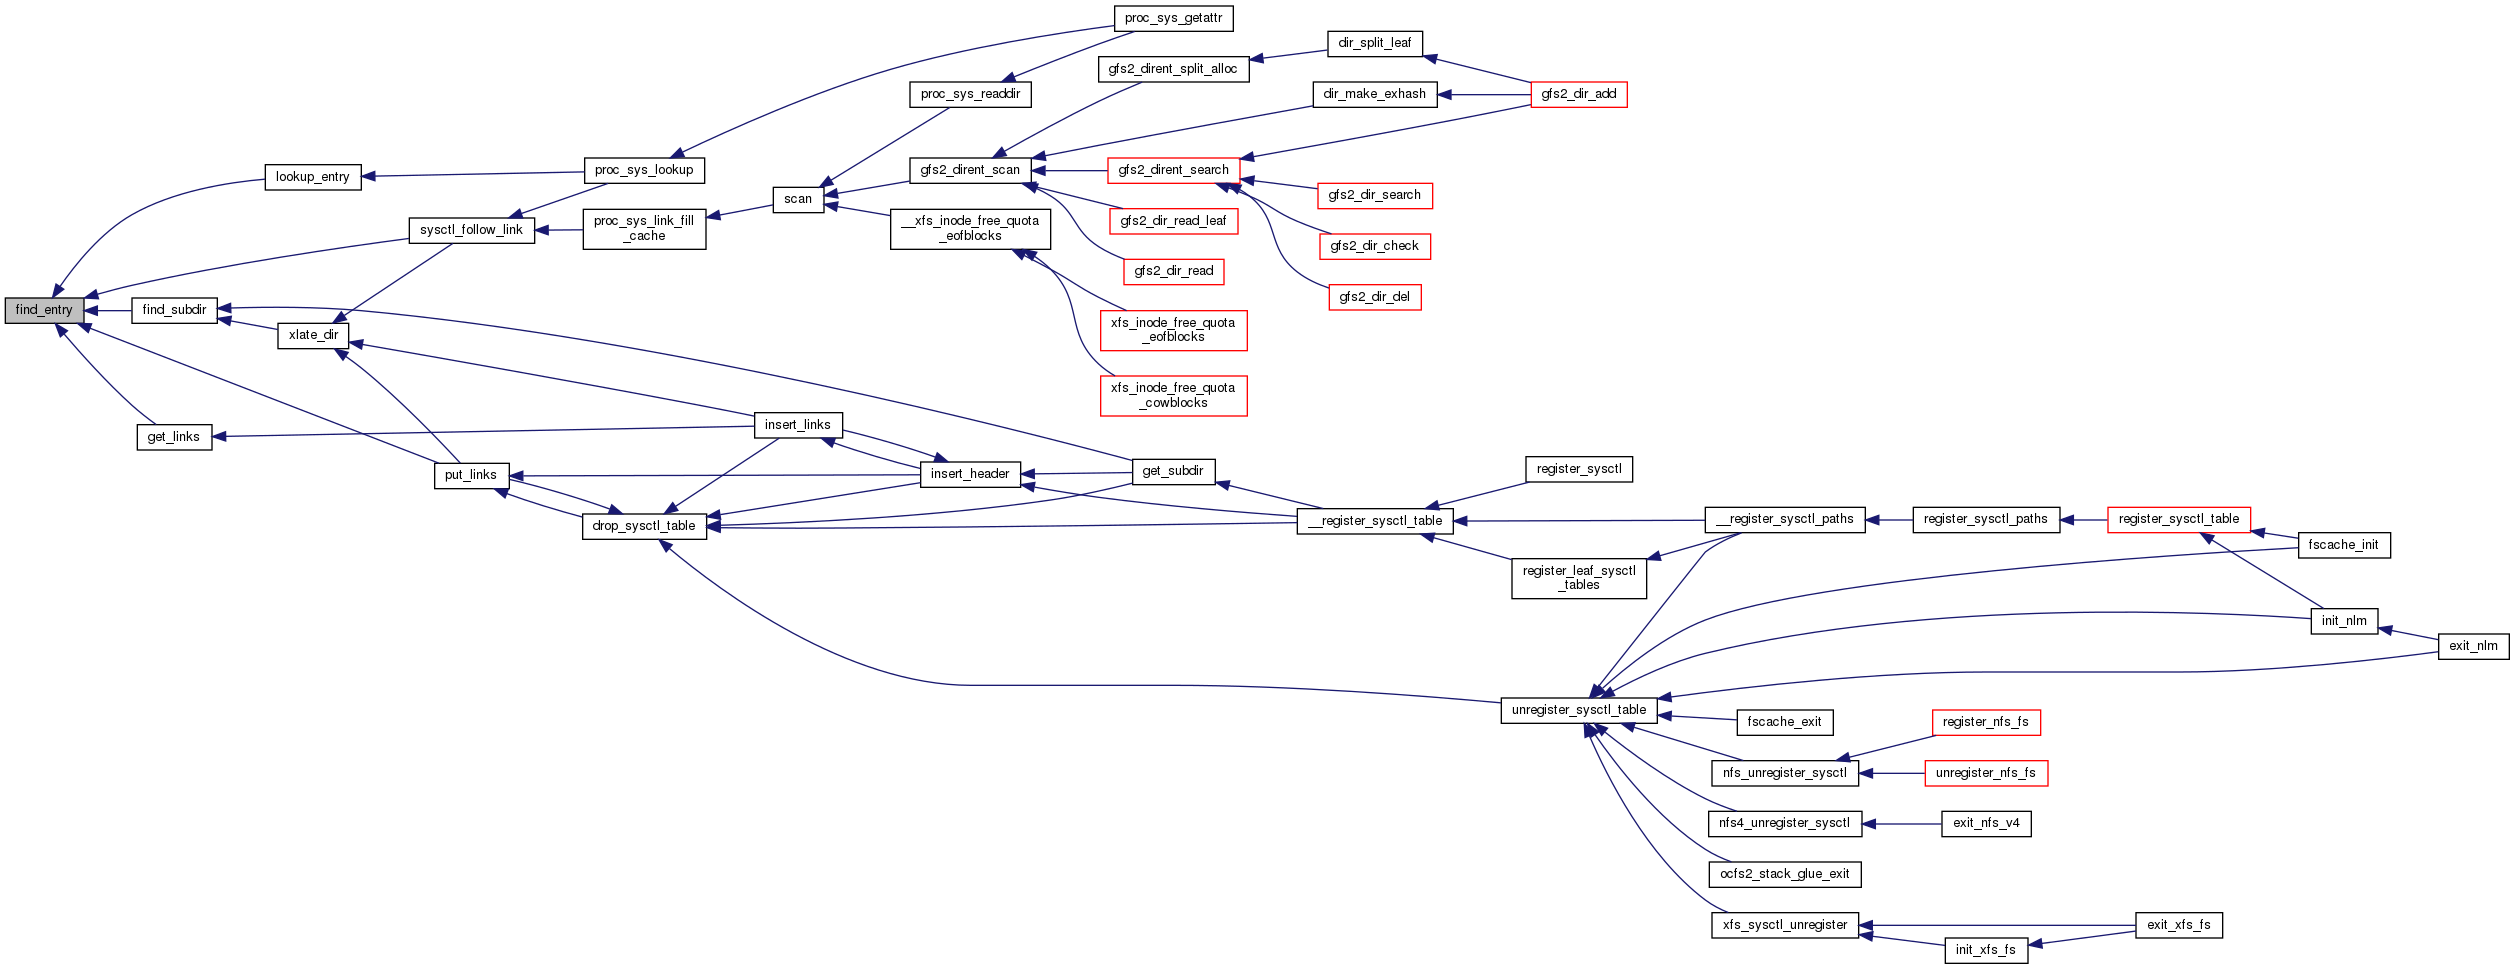 proc_sys_getattr
dir_split_leaf
gfs2_dirent_split_alloc
proc_sys_readdir
dir_make_exhash
gfs2_dir_add
lookup_entry
proc_sys_lookup
gfs2_dirent_scan
gfs2_dirent_search
scan
gfs2_dir_search
sysctl_follow_link
proc_sys_link_fill
_cache
__xfs_inode_free_quota
_eofblocks
gfs2_dir_read_leaf
gfs2_dir_check
gfs2_dir_read
gfs2_dir_del
find_entry
find_subdir
xlate_dir
xfs_inode_free_quota
_eofblocks
xfs_inode_free_quota
_cowblocks
get_links
insert_links
put_links
insert_header
get_subdir
register_sysctl
drop_sysctl_table
__register_sysctl_table
__register_sysctl_paths
register_sysctl_paths
register_sysctl_table
fscache_init
register_leaf_sysctl
_tables
init_nlm
exit_nlm
unregister_sysctl_table
fscache_exit
register_nfs_fs
nfs_unregister_sysctl
unregister_nfs_fs
nfs4_unregister_sysctl
exit_nfs_v4
ocfs2_stack_glue_exit
xfs_sysctl_unregister
exit_xfs_fs
init_xfs_fs